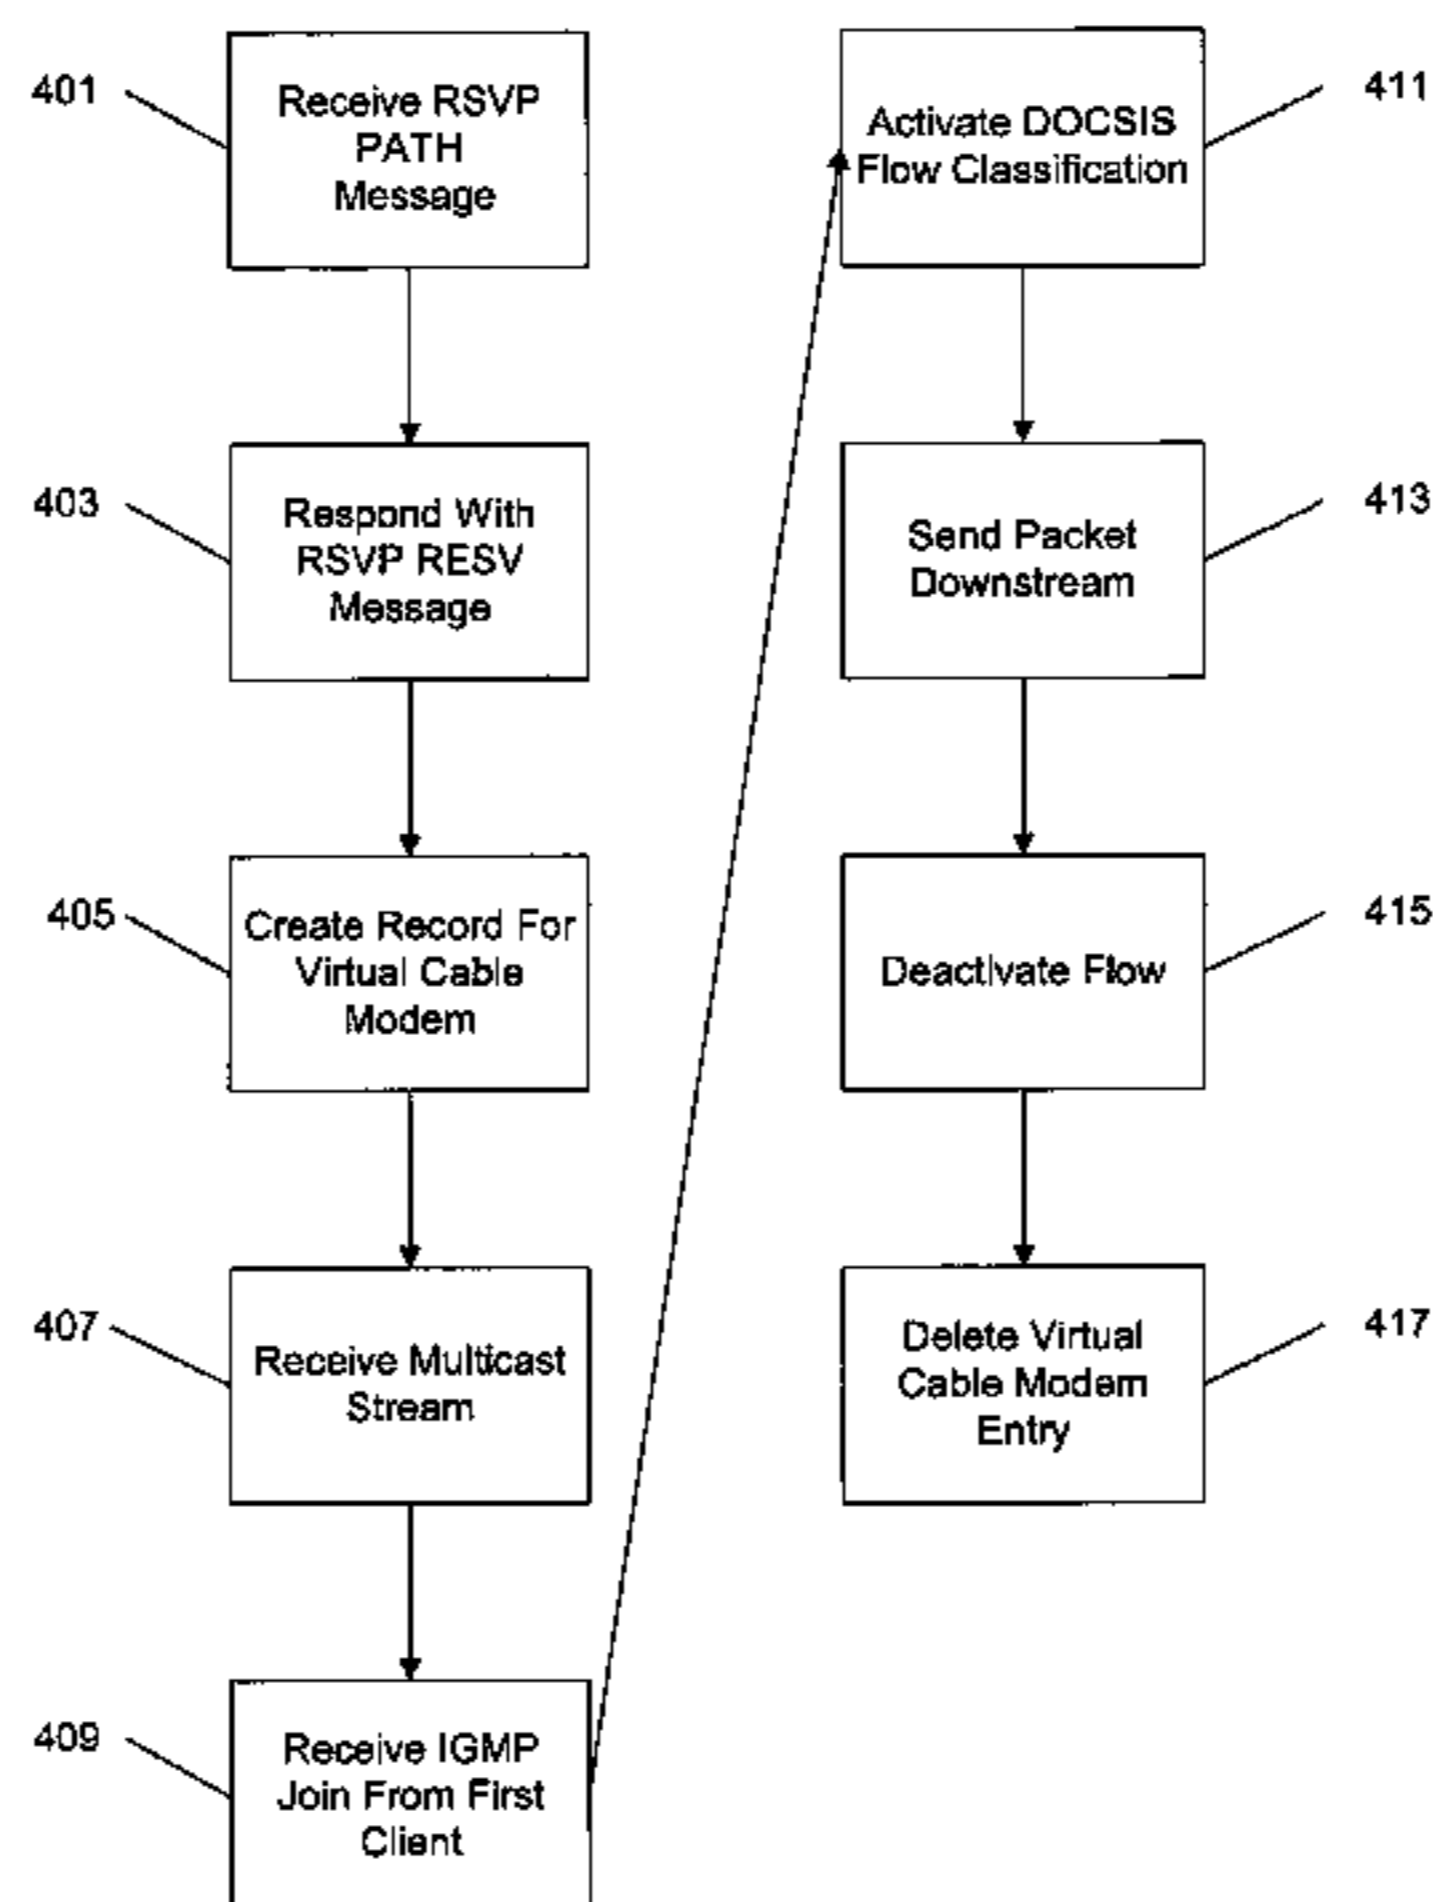 401
Receive RSVP
PATH
Message
403
Respond With
RSVP RESV
Message
405
Create Record For
Virtual Cable
Modem
407
Receive Multicast
Stream
409
Receive IGMP
Join From First
Client
411
Activate DOCSIS
Flow Classification
413
Send Packet
Downstream
415
Deactivate Flow
417
Delete Virtual
Cable Modem
Entry